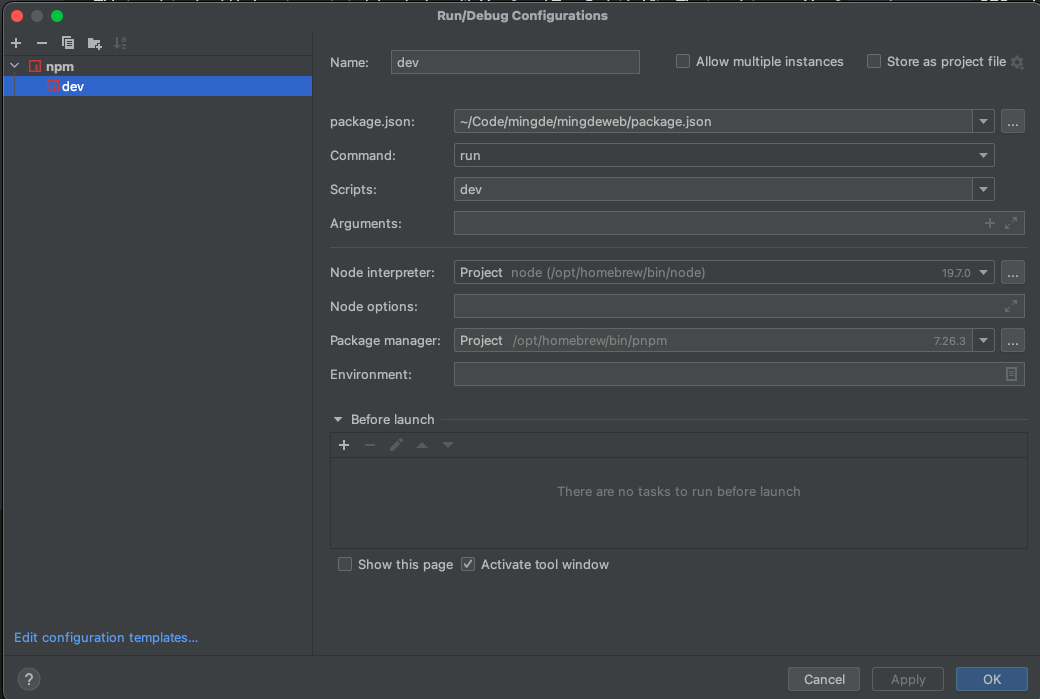 Run/Debug Configurations
npm
dev
Name: dev Allow multiple instances Store as project file
package.json: ~/Code/mingde/mingdeweb/package.json ...
Command: run
Scripts: dev
Arguments:
Node interpreter: Project node (/opt/homebrew/bin/node) 19.7.0 ...
Node options:
Package manager: Project /opt/homebrew/bin/pnpm 7.26.3 ...
Environment:
Before launch
There are no tasks to run before launch
Show this page Activate tool window
Edit configuration templates...
? Cancel Apply OK